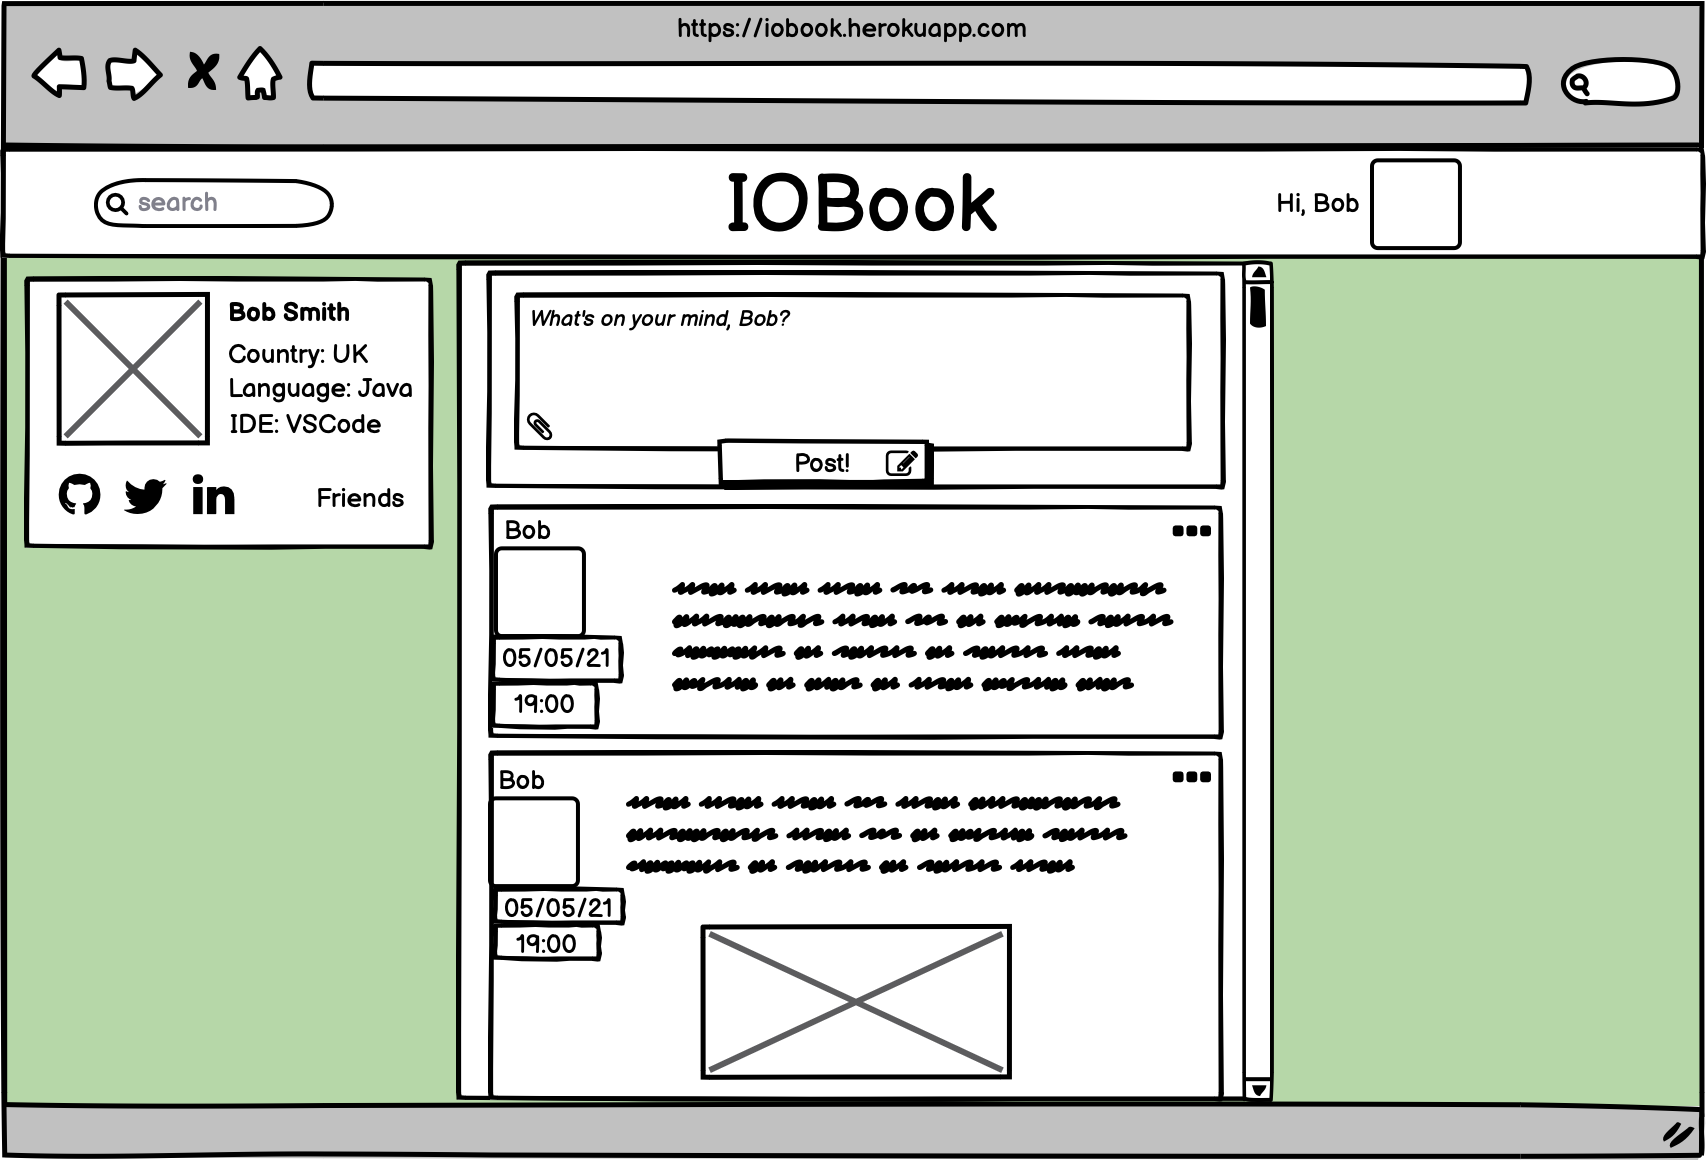 https://iobook.herokuapp.com
search
IOBook
Hi, Bob
Bob Smith
Country: UK
Language: Java
IDE: VSCode
in
Friends
What's on your mind, Bob?
Post!
Bob
05/05/21
19:00
Bob
05/05/21
19:00